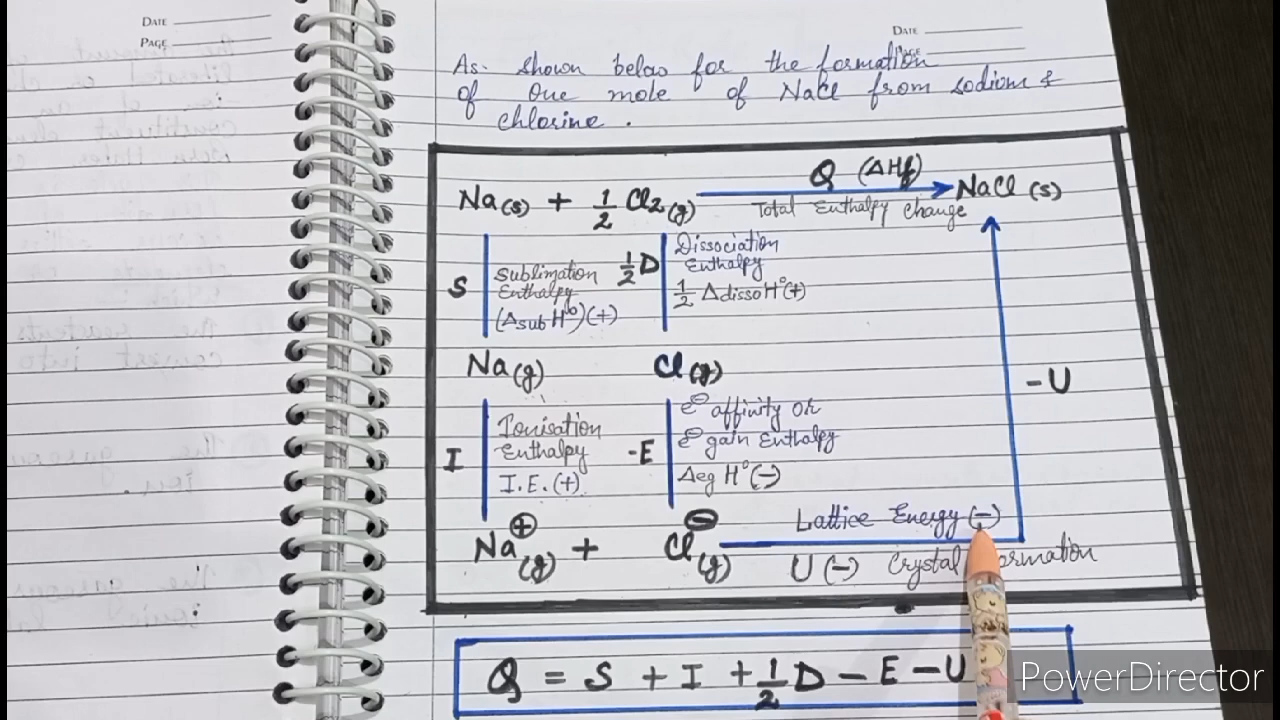 DATE
PAGE
DATE
PAGE
As shown below for the formation
of one mole of NaCl from sodium &
chlorine .
Na(s) + 1/2 Cl2(g) Q (ΔHf) NaCl (s)
Total Enthalpy change
S Sublimation Enthalpy (ΔsubH°)(+)
1/2 D Dissociation Enthalpy 1/2 ΔdissoH°(+)
Na(g) Cl(g)
-U
I Ionisation Enthalpy I.E.(+)
-E e⊖ affinity or e⊖ gain Enthalpy Δeg H°(-)
Lattice Energy (-)
Na⊕(g) + Cl⊖(g)
U (-) Crystal formation
Q = S + I + 1/2 D - E - U
PowerDirector